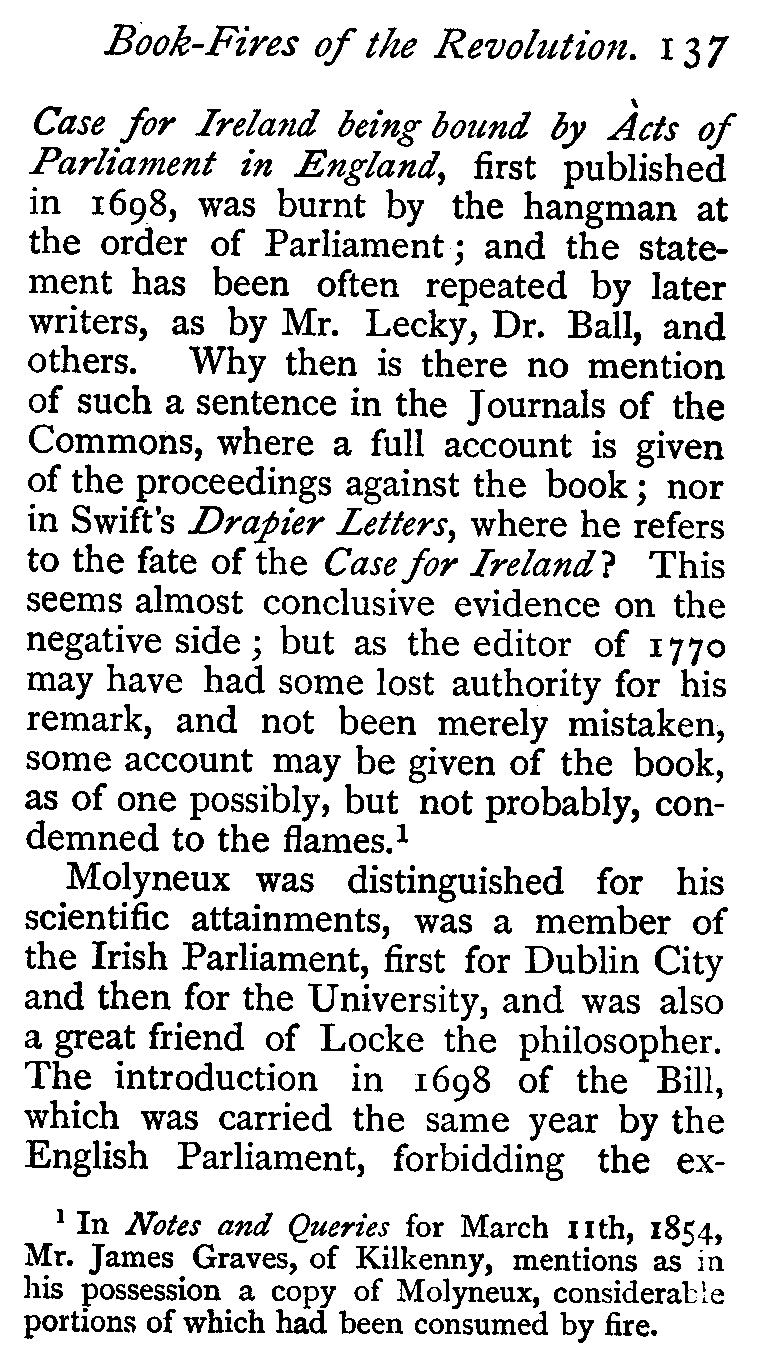 Book-Fires of the Revolution. 137
Case for Ireland being bound by Acts of
Parliament in England, first published
in 1698, was burnt by the hangman at
the order of Parliament; and the state-
ment has been often repeated by later
writers, as by Mr. Lecky, Dr. Ball, and
others. Why then is there no mention
of such a sentence in the Journals of the
Commons, where a full account is given
of the proceedings against the book; nor
in Swift's Drapier Letters, where he refers
to the fate of the Case for Ireland? This
seems almost conclusive evidence on the
negative side; but as the editor of 1770
may have had some lost authority for his
remark, and not been merely mistaken,
some account may be given of the book,
as of one possibly, but not probably, con-
demned to the flames.¹
Molyneux was distinguished for his
scientific attainments, was a member of
the Irish Parliament, first for Dublin City
and then for the University, and was also
a great friend of Locke the philosopher.
The introduction in 1698 of the Bill,
which was carried the same year by the
English Parliament, forbidding the ex-
¹ In Notes and Queries for March 11th, 1854,
Mr. James Graves, of Kilkenny, mentions as in
his possession a copy of Molyneux, considerable
portions of which had been consumed by fire.